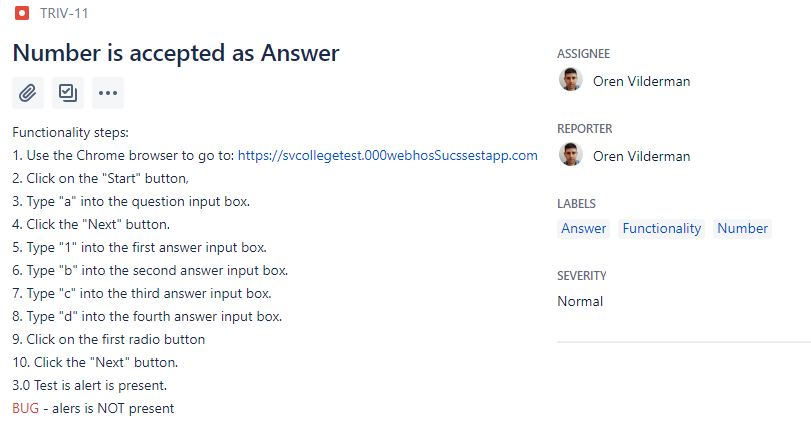 TRIV-11
Number is accepted as Answer
Functionality steps:
1. Use the Chrome browser to go to: https://svcollegetest.000webhosSucssestapp.com
2. Click on the "Start" button,
3. Type "a" into the question input box.
4. Click the "Next" button.
5. Type "1" into the first answer input box.
6. Type "b" into the second answer input box.
7. Type "c" into the third answer input box.
8. Type "d" into the fourth answer input box.
9. Click on the first radio button
10. Click the "Next" button.
3.0 Test is alert is present.
BUG - alers is NOT present
ASSIGNEE
Oren Vilderman
REPORTER
Oren Vilderman
LABELS
Answer Functionality Number
SEVERITY
Normal